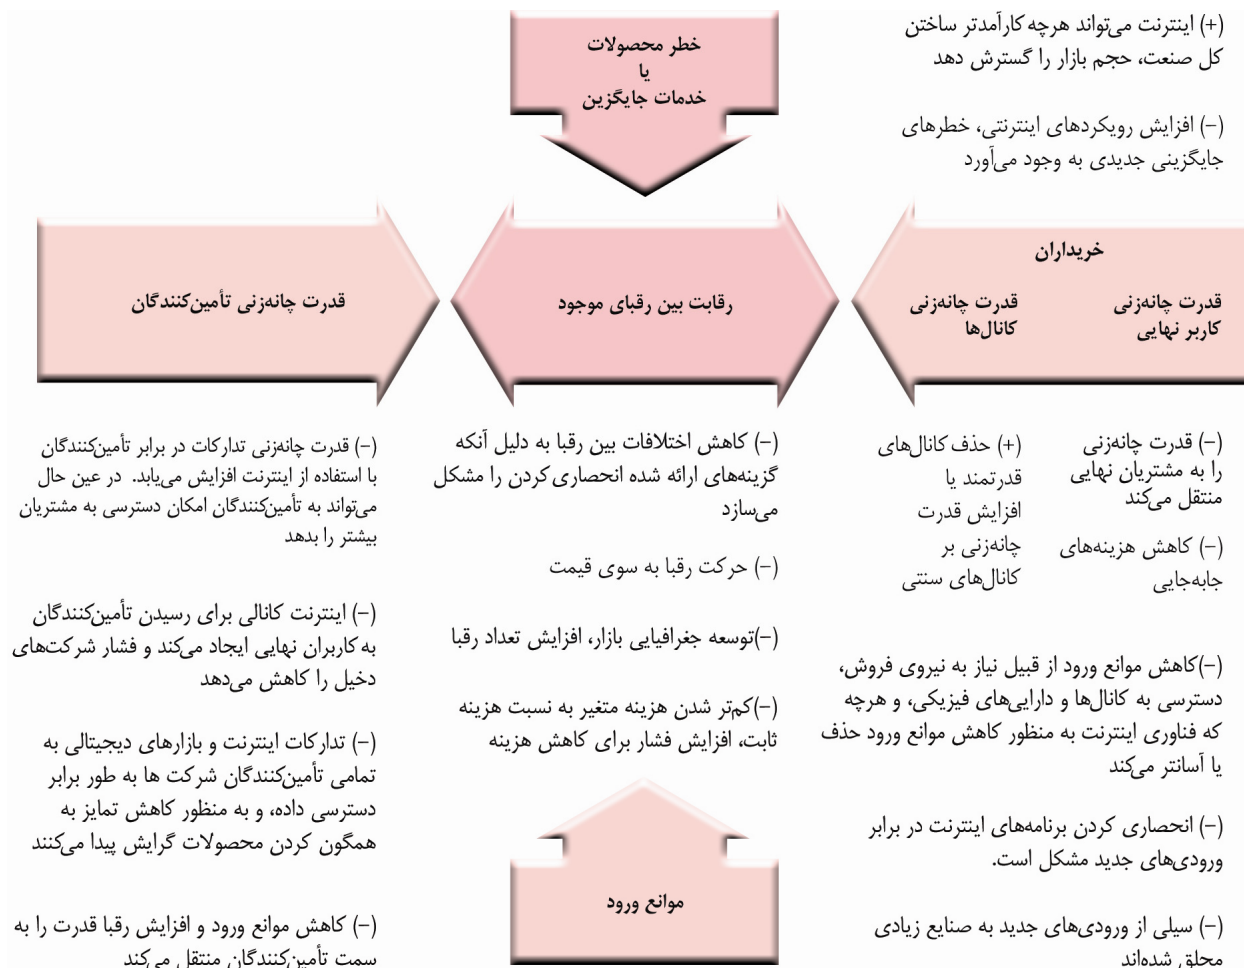 خطر محصولات
یا
خدمات جایگزین
(+) اینترنت می‌تواند هرچه کارآمدتر ساختن
کل صنعت، حجم بازار را گسترش دهد
(–) افزایش رویکردهای اینترنتی، خطرهای
جایگزینی جدیدی به وجود می‌آورد
خریداران
قدرت چانه‌زنی
کاربر نهایی
قدرت چانه‌زنی
کانال‌ها
رقابت بین رقبای موجود
قدرت چانه‌زنی تأمین‌کنندگان
(–) قدرت چانه‌زنی
را به مشتریان نهایی
منتقل می‌کند
(–) کاهش هزینه‌های
جابه‌جایی
(+) حذف کانال‌های
قدرتمند یا
افزایش قدرت
چانه‌زنی بر
کانال‌های سنتی
(–) کاهش اختلافات بین رقبا به دلیل آنکه
گزینه‌های ارائه شده انحصاری کردن را مشکل
می‌سازد
(–) حرکت رقبا به سوی قیمت
(–)توسعه جغرافیایی بازار، افزایش تعداد رقبا
(–)کم‌تر شدن هزینه متغیر به نسبت هزینه
ثابت، افزایش فشار برای کاهش هزینه
(–) قدرت چانه‌زنی تدارکات در برابر تأمین‌کنندگان
با استفاده از اینترنت افزایش می‌یابد. در عین حال
می‌تواند به تأمین‌کنندگان امکان دسترسی به مشتریان
بیشتر را بدهد
(–) اینترنت کانالی برای رسیدن تأمین‌کنندگان
به کاربران نهایی ایجاد می‌کند و فشار شرکت‌های
دخیل را کاهش می‌دهد
(–) تدارکات اینترنت و بازارهای دیجیتالی به
تمامی تأمین‌کنندگان شرکت ها به طور برابر
دسترسی داده، و به منظور کاهش تمایز به
همگون کردن محصولات گرایش پیدا می‌کنند
(–) کاهش موانع ورود و افزایش رقبا قدرت را به
سمت تأمین‌کنندگان منتقل می‌کند
(–)کاهش موانع ورود از قبیل نیاز به نیروی فروش،
دسترسی به کانال‌ها و دارایی‌های فیزیکی، و هرچه
که فناوری اینترنت به منظور کاهش موانع ورود حذف
یا آسانتر می‌کند
(–) انحصاری کردن برنامه‌های اینترنت در برابر
ورودی‌های جدید مشکل است.
(–) سیلی از ورودی‌های جدید به صنایع زیادی
محلق شده‌اند
موانع ورود